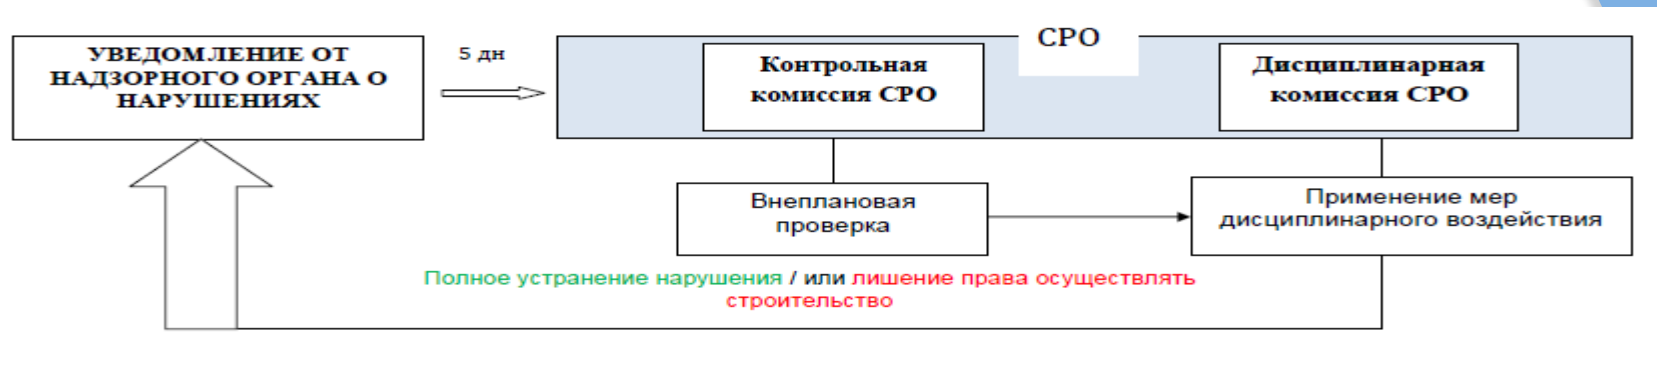 УВЕДОМЛЕНИЕ ОТ
НАДЗОРНОГО ОРГАНА О
НАРУШЕНИЯХ
5 дн
СРО
Контрольная
комиссия СРО
Дисциплинарная
комиссия СРО
Внеплановая
проверка
Применение мер
дисциплинарного воздействия
Полное устранение нарушения / или лишение права осуществлять
строительство